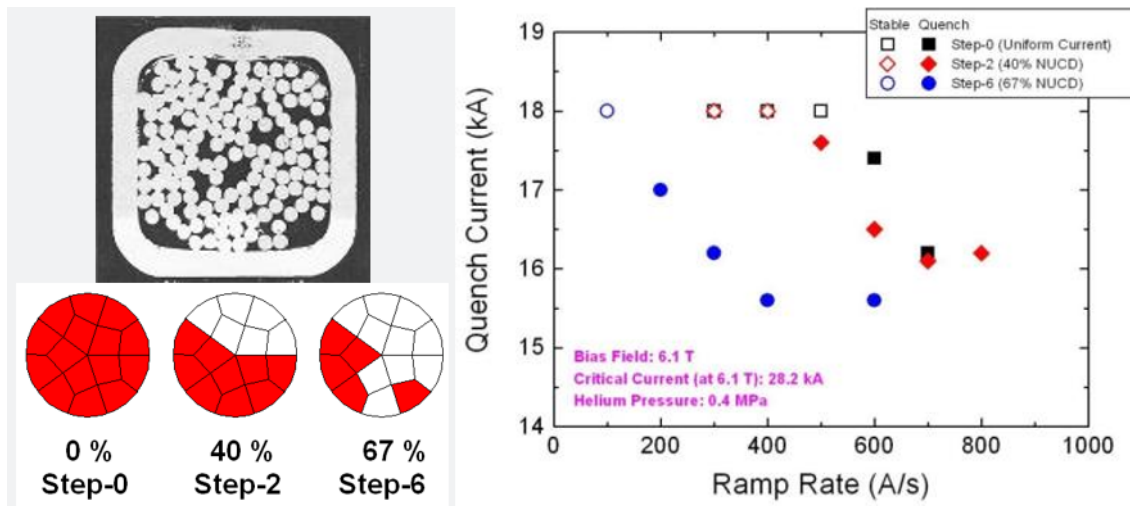 0 % 40 % 67 %
Step-0 Step-2 Step-6
Stable Quench
Step-0 (Uniform Current)
Step-2 (40% NUCD)
Step-6 (67% NUCD)
Quench Current (kA)
19
18
17
16
15
14
Bias Field: 6.1 T
Critical Current (at 6.1 T): 28.2 kA
Helium Pressure: 0.4 MPa
0 200 400 600 800 1000
Ramp Rate (A/s)